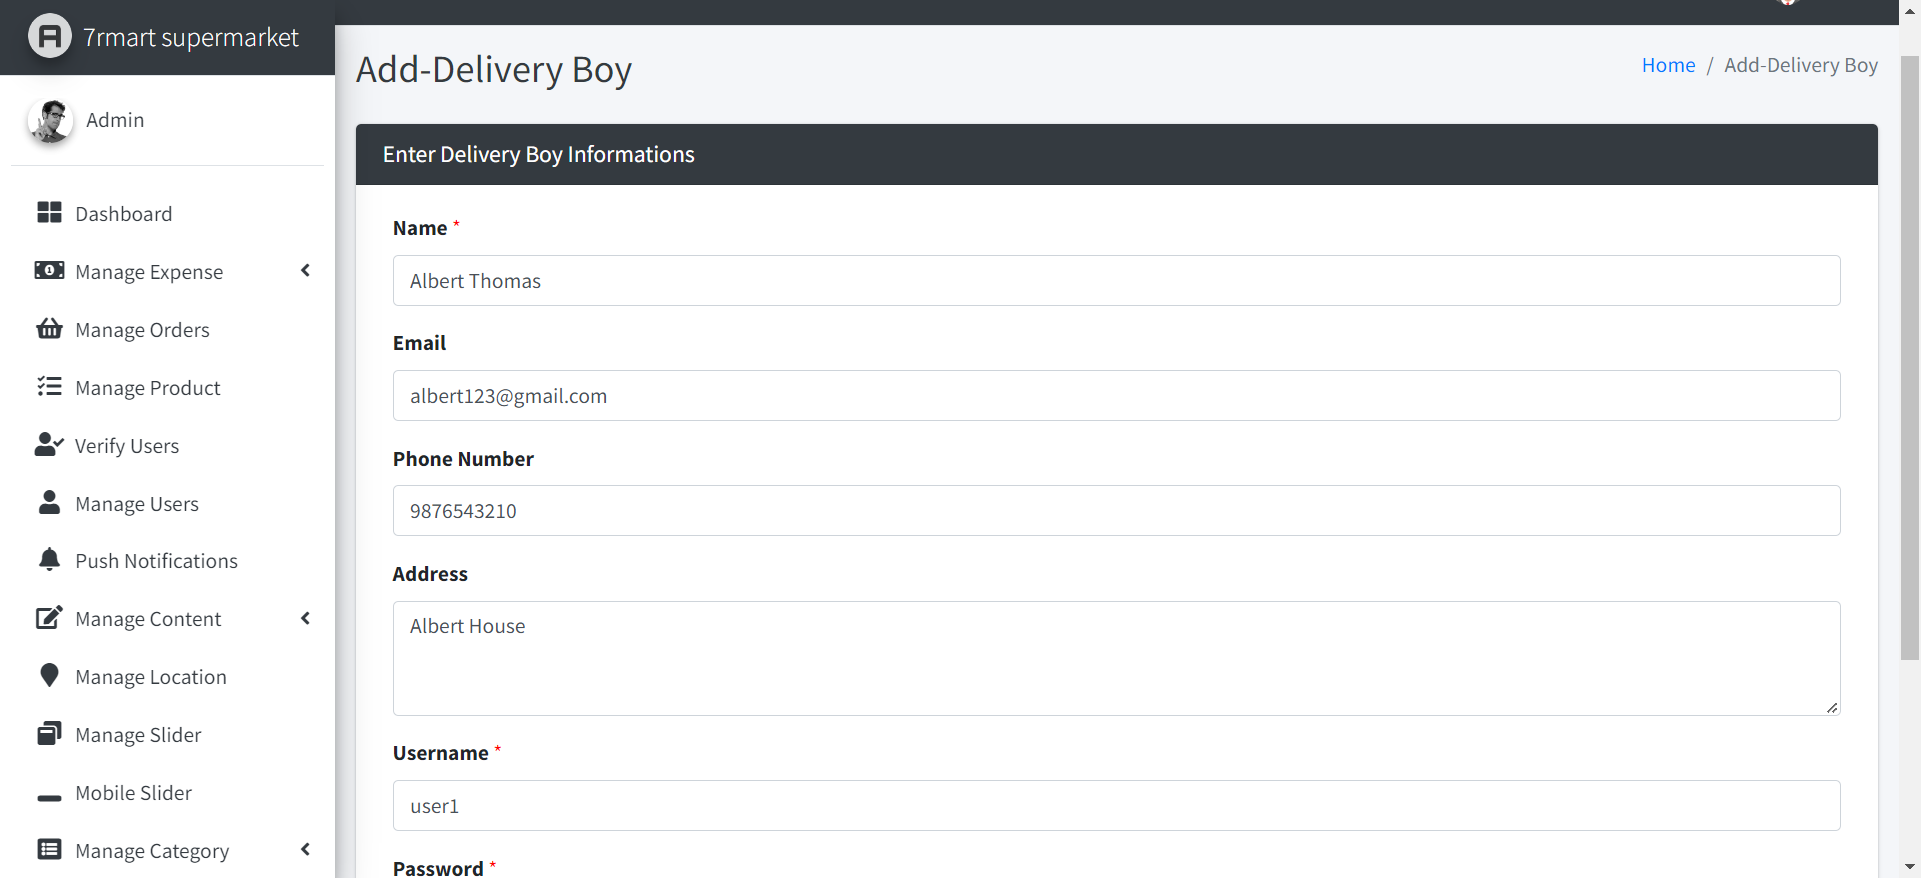 7rmart supermarket
Admin
Dashboard
Manage Expense
Manage Orders
Manage Product
Verify Users
Manage Users
Push Notifications
Manage Content
Manage Location
Manage Slider
Mobile Slider
Manage Category
Add-Delivery Boy
Home / Add-Delivery Boy
Enter Delivery Boy Informations
Name *
Albert Thomas
Email
albert123@gmail.com
Phone Number
9876543210
Address
Albert House
Username *
user1
Password *